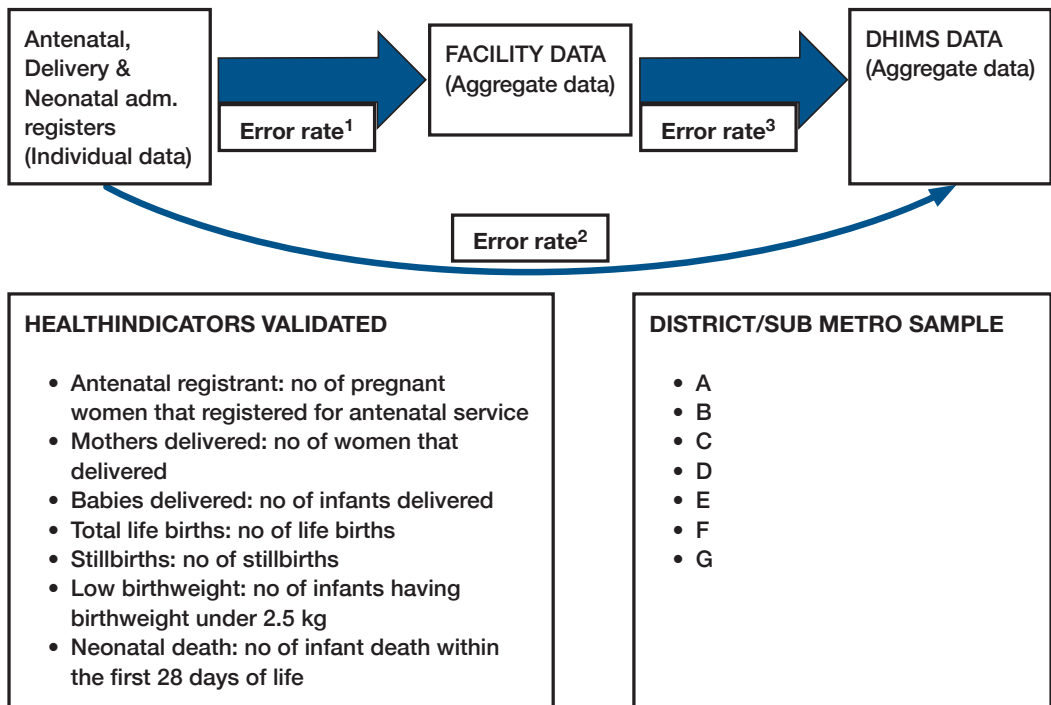 Antenatal,
Delivery &
Neonatal adm.
registers
(Individual data)
Error rate¹
FACILITY DATA
(Aggregate data)
Error rate³
DHIMS DATA
(Aggregate data)
Error rate²
HEALTHINDICATORS VALIDATED
• Antenatal registrant: no of pregnant
women that registered for antenatal service
• Mothers delivered: no of women that
delivered
• Babies delivered: no of infants delivered
• Total life births: no of life births
• Stillbirths: no of stillbirths
• Low birthweight: no of infants having
birthweight under 2.5 kg
• Neonatal death: no of infant death within
the first 28 days of life
DISTRICT/SUB METRO SAMPLE
• A
• B
• C
• D
• E
• F
• G